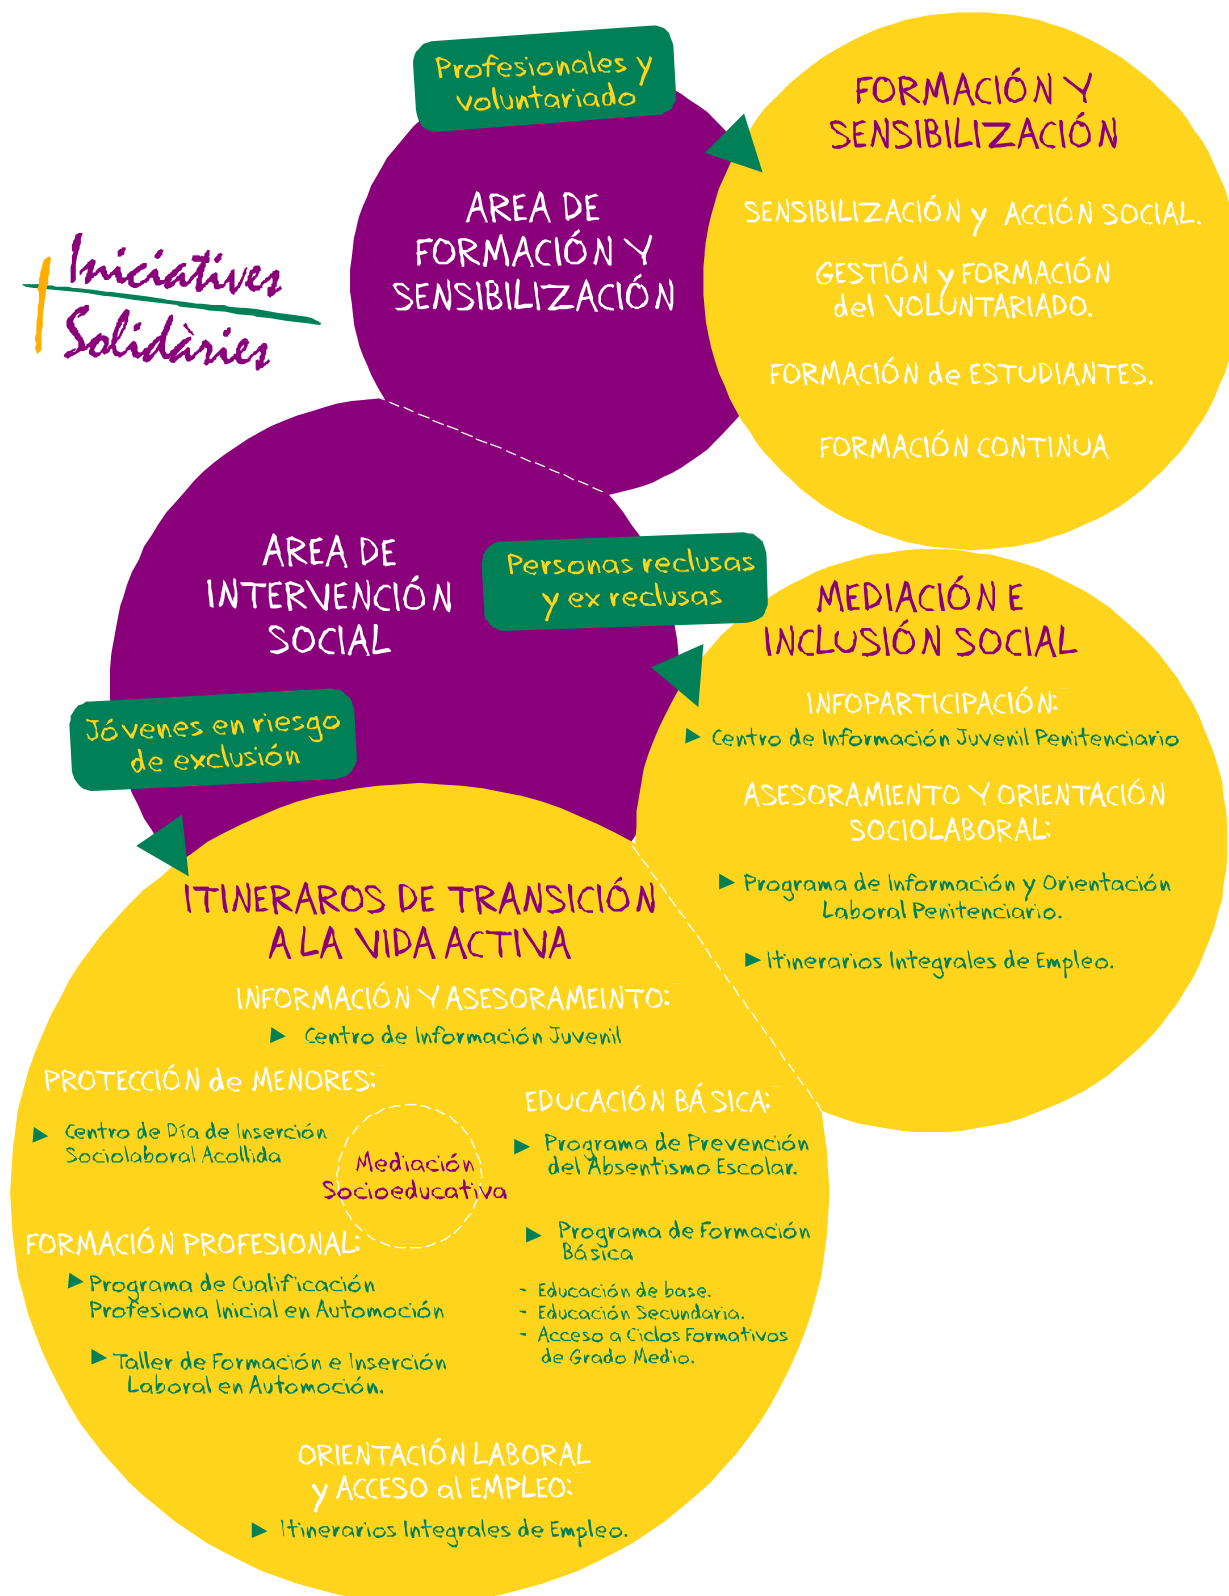 Iniciatives
Solidàries
Profesionales y
voluntariado
AREA DE
FORMACIÓN Y
SENSIBILIZACIÓN
FORMACIÓN Y
SENSIBILIZACIÓN
SENSIBILIZACIÓN y ACCIÓN SOCIAL.
GESTIÓN y FORMACIÓN
del VOLUNTARIADO.
FORMACIÓN de ESTUDIANTES.
FORMACIÓN CONTINUA
AREA DE
INTERVENCIÓN
SOCIAL
Personas reclusas
y ex reclusas
MEDIACIÓN E
INCLUSIÓN SOCIAL
INFOPARTICIPACIÓN:
Centro de Información Juvenil Penitenciario
ASESORAMIENTO Y ORIENTACIÓN
SOCIOLABORAL:
Programa de Información y Orientación
Laboral Penitenciario.
Itinerarios Integrales de Empleo.
Jóvenes en riesgo
de exclusión
ITINERAROS DE TRANSICIÓN
A LA VIDA ACTIVA
INFORMACIÓN Y ASESORAMEINTO:
Centro de Información Juvenil
PROTECCIÓN de MENORES:
Centro de Día de Inserción
Sociolaboral Acollida
Mediación
Socioeducativa
EDUCACIÓN BÁSICA:
Programa de Prevención
del Absentismo Escolar.
Programa de Formación
Básica
- Educación de base.
- Educación Secundaria.
- Acceso a Ciclos Formativos
de Grado Medio.
FORMACIÓN PROFESIONAL:
Programa de Cualificación
Profesiona Inicial en Automoción
Taller de Formación e Inserción
Laboral en Automoción.
ORIENTACIÓN LABORAL
y ACCESO al EMPLEO:
Itinerarios Integrales de Empleo.